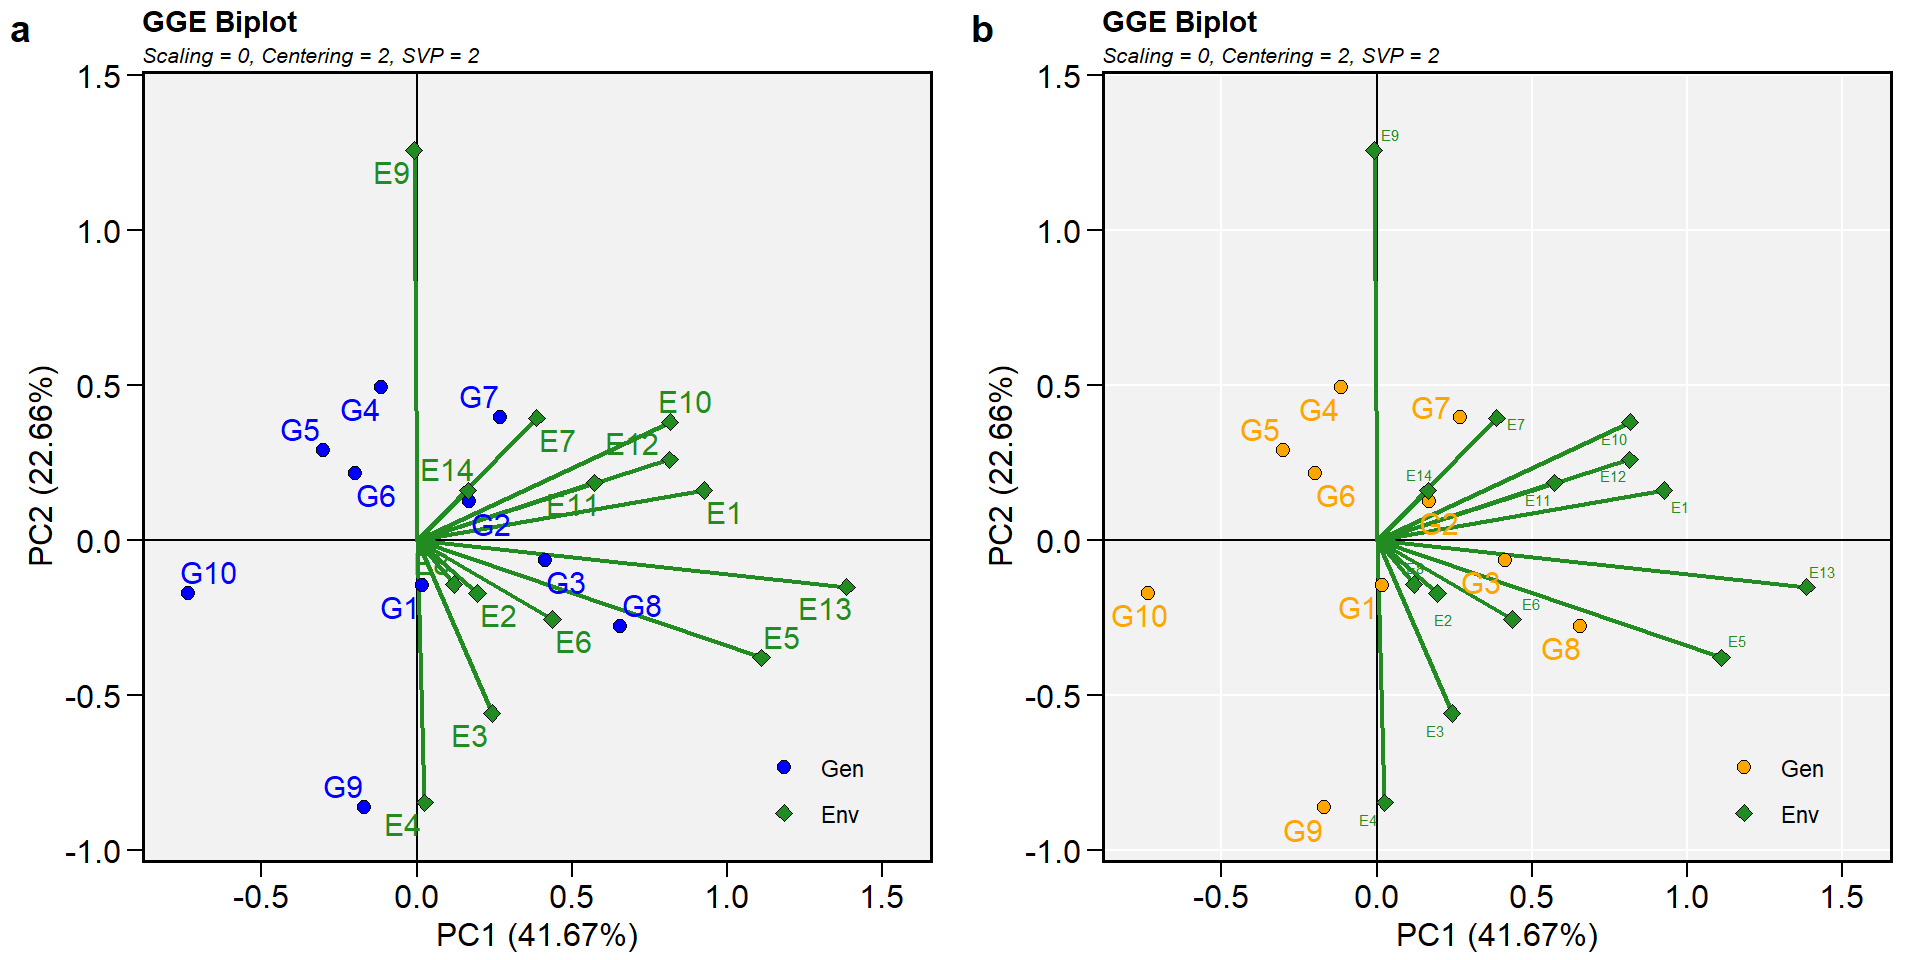 a
GGE Biplot
Scaling = 0, Centering = 2, SVP = 2
1.5
1.0
0.5
0.0
-0.5
-1.0
PC2 (22.66%)
E9
G4
G5
G6
G7
E7
E10
E12
E14
E11
E1
G2
G10
G1
G3
G8
E2
E6
E13
E5
E3
G9
E4
Gen
Env
-0.5
0.0
0.5
1.0
1.5
PC1 (41.67%)
b
GGE Biplot
Scaling = 0, Centering = 2, SVP = 2
1.5
1.0
0.5
0.0
-0.5
-1.0
PC2 (22.66%)
E9
G4
G5
G6
G7
E7
E10
E12
E14
E11
E1
G2
E8
G10
G1
G3
G8
E2
E6
E13
E5
E3
G9
E4
Gen
Env
-0.5
0.0
0.5
1.0
1.5
PC1 (41.67%)